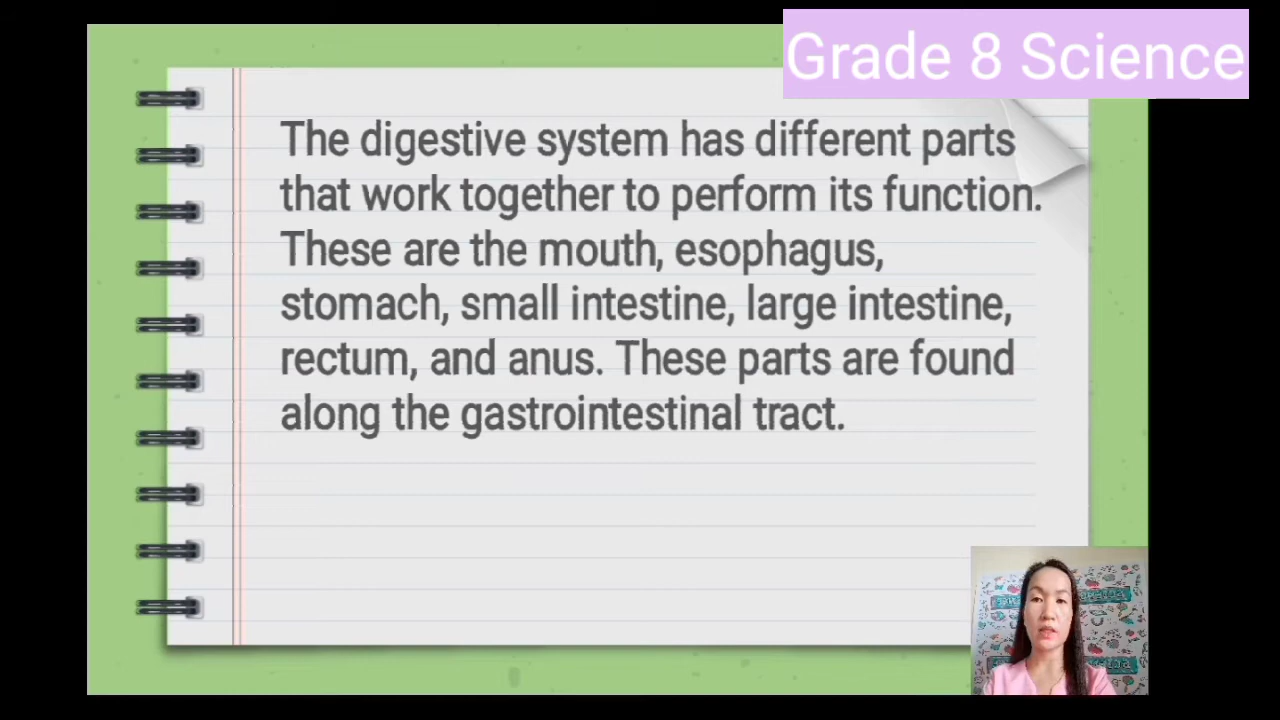 Grade 8 Science
The digestive system has different parts
that work together to perform its function.
These are the mouth, esophagus,
stomach, small intestine, large intestine,
rectum, and anus. These parts are found
along the gastrointestinal tract.